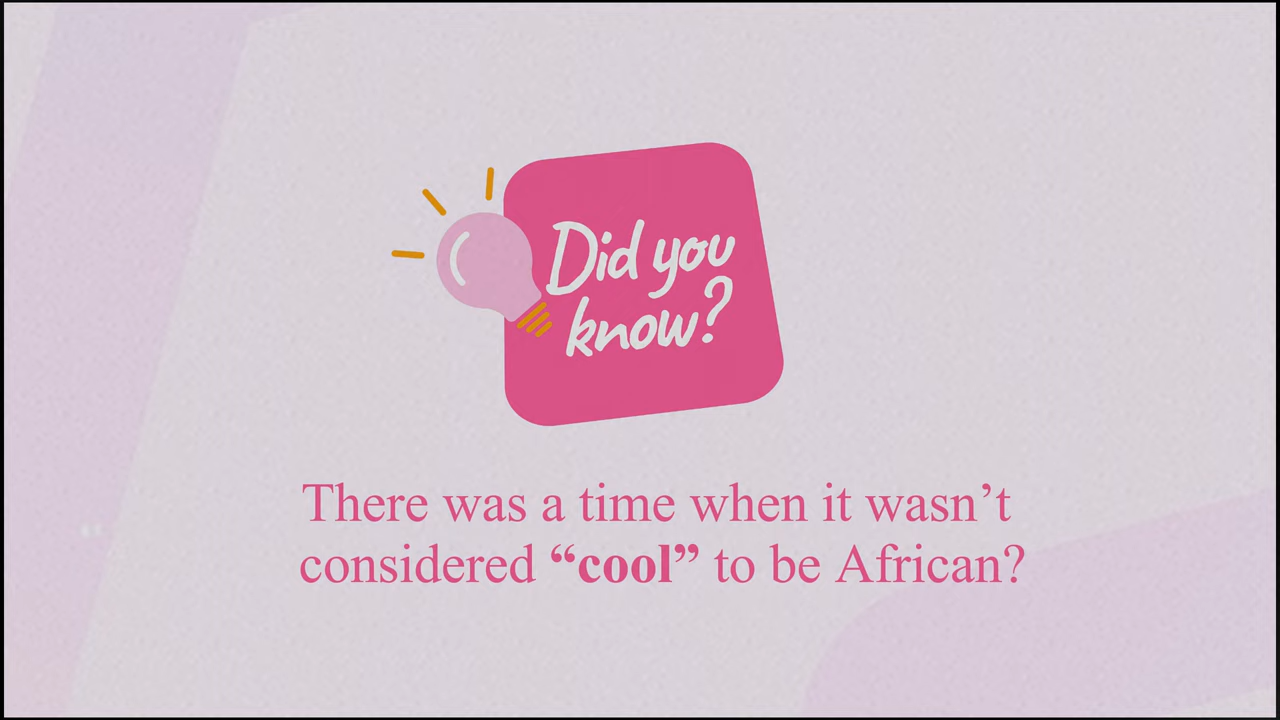 Did you
know?
There was a time when it wasn’t
considered “cool” to be African?